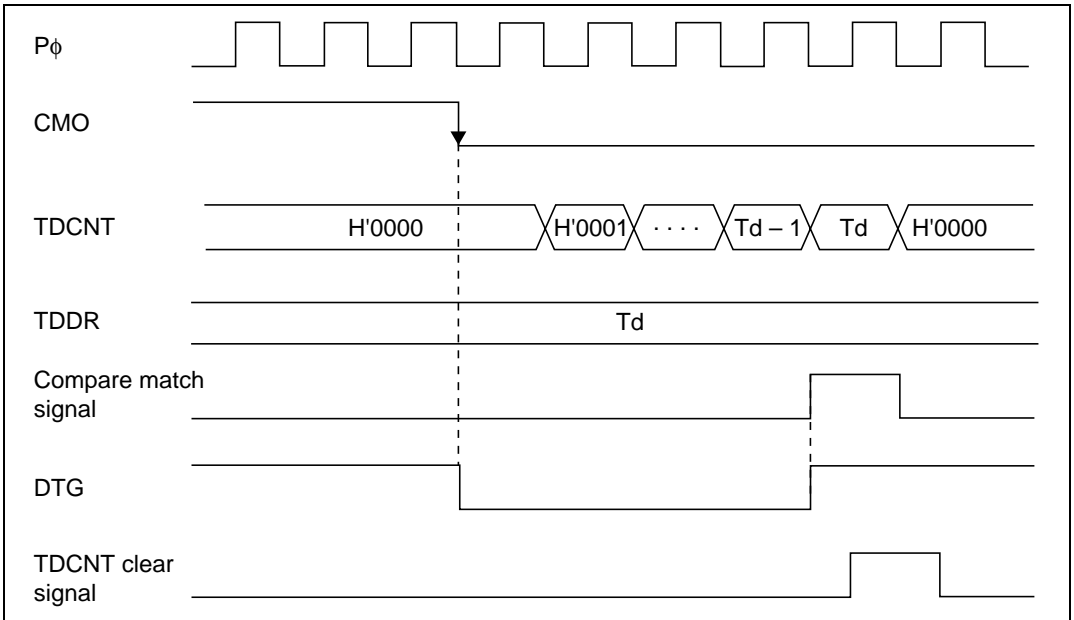 Pϕ
CMO
TDCNT
H'0000
H'0001
· · · ·
Td – 1
Td
H'0000
TDDR
Td
Compare match
signal
DTG
TDCNT clear
signal